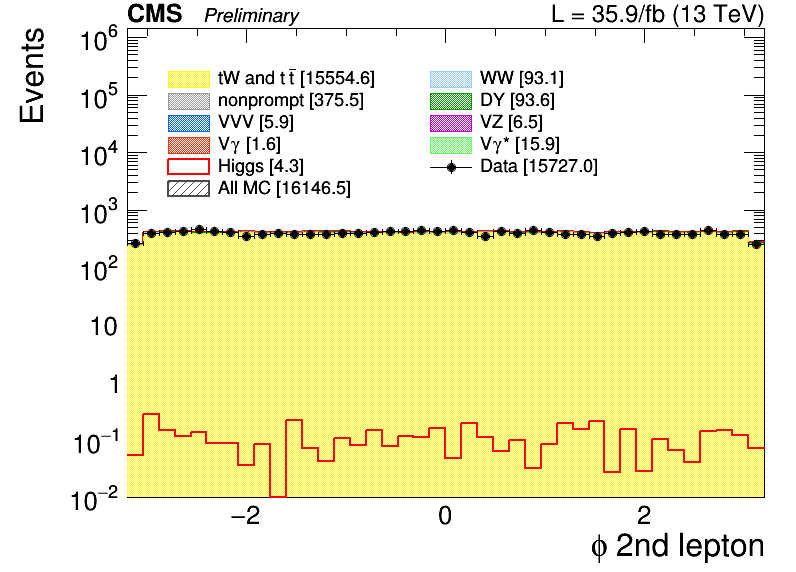 CMS Preliminary L = 35.9/fb (13 TeV)
Events
10⁶
10⁵
10⁴
10³
10²
10
1
10⁻¹
10⁻²
tW and t t̄ [15554.6]
nonprompt [375.5]
VVV [5.9]
Vγ [1.6]
Higgs [4.3]
All MC [16146.5]
WW [93.1]
DY [93.6]
VZ [6.5]
Vγ* [15.9]
Data [15727.0]
−2 0 2
ϕ 2nd lepton